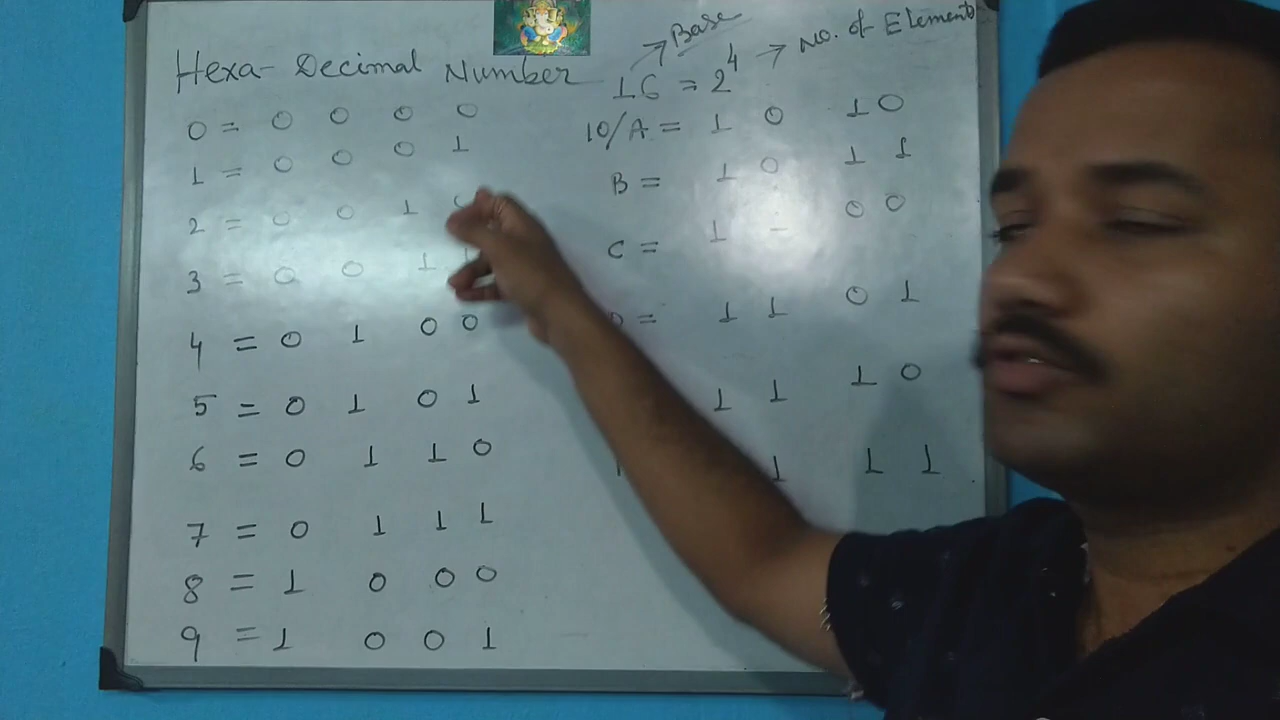 Hexa-Decimal Number
→ Base
16 = 2^4 → No. of Elements
0 = 0 0 0 0
1 = 0 0 0 1
2 = 0 0 1
3 = 0 0 1
4 = 0 1 0 0
5 = 0 1 0 1
6 = 0 1 1 0
7 = 0 1 1 1
8 = 1 0 0 0
9 = 1 0 0 1
10/A = 1 0 1 0
B = 1 0 1 1
C = 1 - 0 0
= 1 1 0 1
1 1 1 0
1 1 1